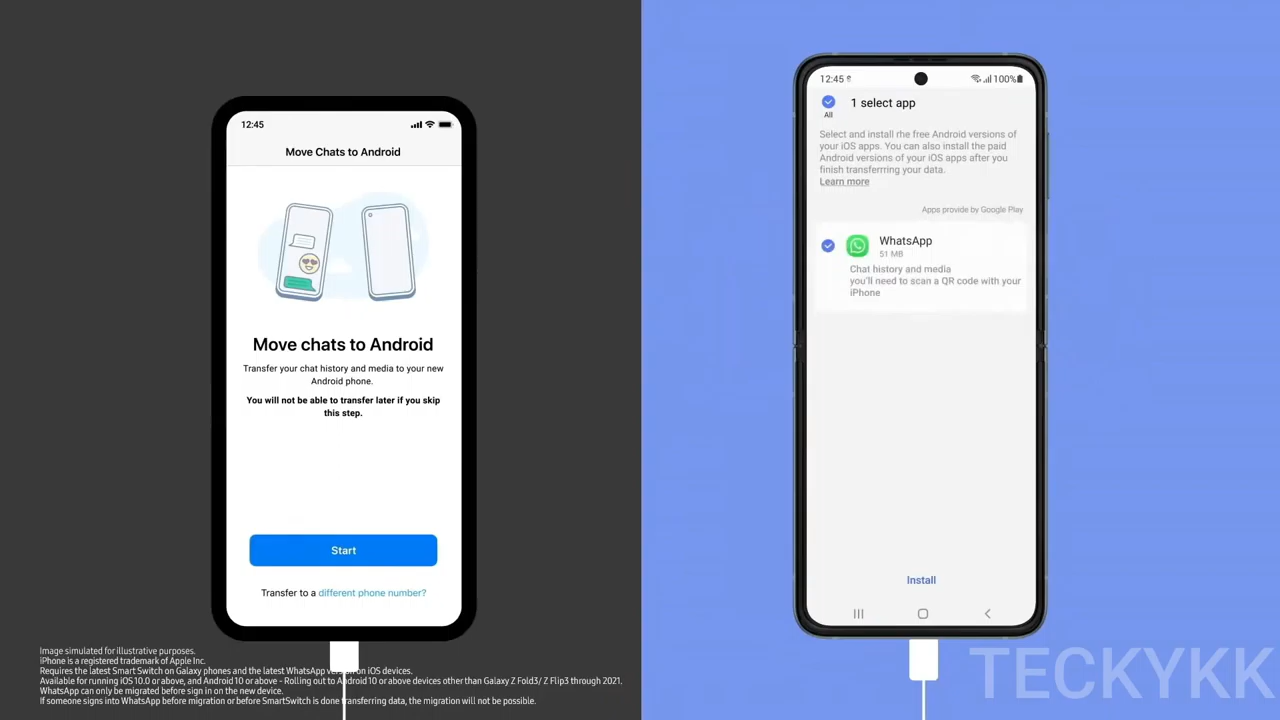 12:45
Move Chats to Android
Move chats to Android
Transfer your chat history and media to your new
Android phone.
You will not be able to transfer later if you skip
this step.
Start
Transfer to a different phone number?
12:45
100%
1 select app
All
Select and install rhe free Android versions of
your iOS apps. You can also install the paid
Android versions of your iOS apps after you
finish transferrring your data.
Learn more
Apps provide by Google Play
WhatsApp
51 MB
Chat history and media
you'll need to scan a QR code with your
iPhone
Install
Image simulated for illustrative purposes.
iPhone is a registered trademark of Apple Inc.
Requires the latest Smart Switch on Galaxy phones and the latest WhatsApp version on iOS devices.
Available for running iOS 10.0 or above, and Android 10 or above - Rolling out to Android 10 or above devices other than Galaxy Z Fold3/ Z Flip3 through 2021.
WhatsApp can only be migrated before sign in on the new device.
If someone signs into WhatsApp before migration or before SmartSwitch is done transferring data, the migration will not be possible.
TECKYKK